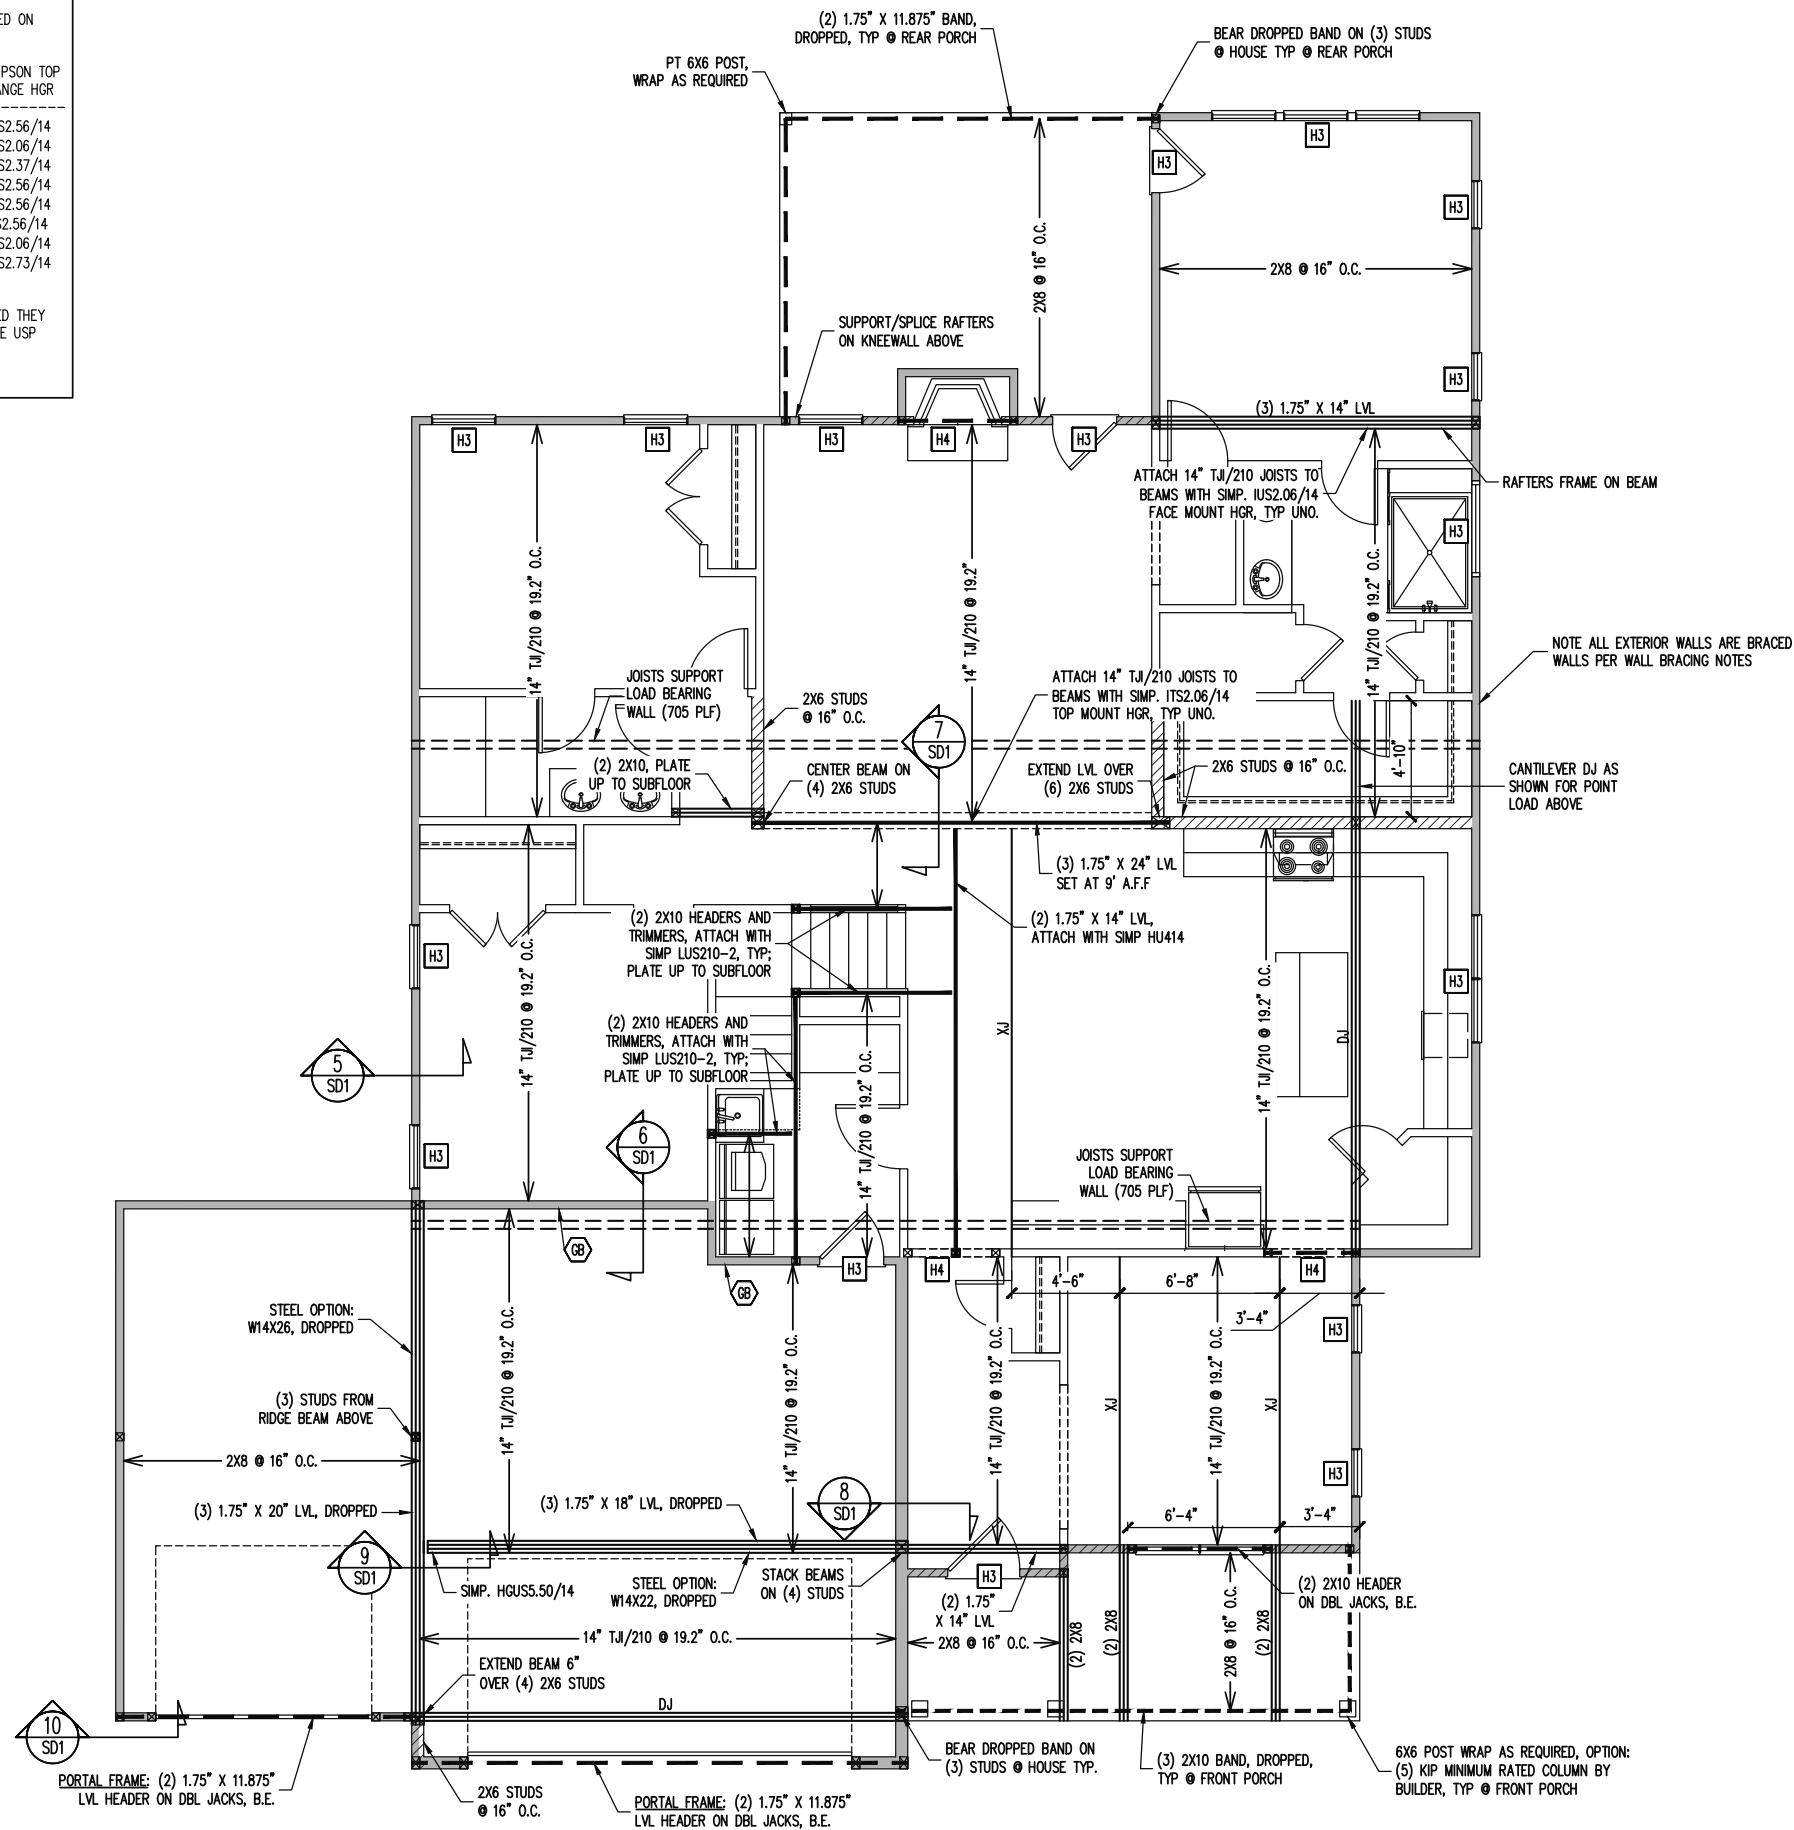 ED ON
PSON TOP
ANGE HGR
S2.56/14
S2.06/14
S2.37/14
S2.56/14
S2.56/14
S2.56/14
S2.06/14
S2.73/14
ED THEY
E USP
(2) 1.75" X 11.875" BAND,
DROPPED, TYP @ REAR PORCH
BEAR DROPPED BAND ON (3) STUDS
@ HOUSE TYP @ REAR PORCH
PT 6X6 POST,
WRAP AS REQUIRED
H3
H3
H3
2X8 @ 16" O.C.
2X8 @ 16" O.C.
SUPPORT/SPLICE RAFTERS
ON KNEEWALL ABOVE
H3
(3) 1.75" X 14" LVL
H3
H3
H3
H4
H3
ATTACH 14" TJI/210 JOISTS TO
BEAMS WITH SIMP. IUS2.06/14
FACE MOUNT HGR, TYP UNO.
RAFTERS FRAME ON BEAM
H3
14" TJI/210 @ 19.2" O.C.
14" TJI/210 @ 19.2"
14" TJI/210 @ 19.2" O.C.
NOTE ALL EXTERIOR WALLS ARE BRACED
WALLS PER WALL BRACING NOTES
JOISTS SUPPORT
LOAD BEARING
WALL (705 PLF)
2X6 STUDS
@ 16" O.C.
ATTACH 14" TJI/210 JOISTS TO
BEAMS WITH SIMP. ITS2.06/14
TOP MOUNT HGR, TYP UNO.
7
SD1
4'-10"
(2) 2X10, PLATE
UP TO SUBFLOOR
CENTER BEAM ON
(4) 2X6 STUDS
EXTEND LVL OVER
(6) 2X6 STUDS
2X6 STUDS @ 16" O.C.
CANTILEVER DJ AS
SHOWN FOR POINT
LOAD ABOVE
(3) 1.75" X 24" LVL
SET AT 9' A.F.F
(2) 1.75" X 14" LVL,
ATTACH WITH SIMP HU414
(2) 2X10 HEADERS AND
TRIMMERS, ATTACH WITH
SIMP LUS210-2, TYP;
PLATE UP TO SUBFLOOR
H3
H3
14" TJI/210 @ 19.2" O.C.
(2) 2X10 HEADERS AND
TRIMMERS, ATTACH WITH
SIMP LUS210-2, TYP;
PLATE UP TO SUBFLOOR
14" TJI/210 @ 19.2" O.C.
XJ
14" TJI/210 @ 19.2" O.C.
DJ
5
SD1
6
SD1
H3
JOISTS SUPPORT
LOAD BEARING
WALL (705 PLF)
GB
GB
H3
H4
H4
4'-6"
6'-8"
3'-4"
STEEL OPTION:
W14X26, DROPPED
H3
14" TJI/210 @ 19.2" O.C.
14" TJI/210 @ 19.2" O.C.
14" TJI/210 @ 19.2" O.C.
XJ
14" TJI/210 @ 19.2" O.C.
XJ
(3) STUDS FROM
RIDGE BEAM ABOVE
2X8 @ 16" O.C.
H3
(3) 1.75" X 20" LVL, DROPPED
(3) 1.75" X 18" LVL, DROPPED
8
SD1
6'-4"
3'-4"
9
SD1
SIMP. HGUS5.50/14
STEEL OPTION:
W14X22, DROPPED
STACK BEAMS
ON (4) STUDS
H3
(2) 1.75"
X 14" LVL
(2) 2X10 HEADER
ON DBL JACKS, B.E.
14" TJI/210 @ 19.2" O.C.
2X8 @ 16" O.C.
(2) 2X8
(2) 2X8
2X8 @ 16" O.C.
(2) 2X8
EXTEND BEAM 6"
OVER (4) 2X6 STUDS
DJ
10
SD1
PORTAL FRAME: (2) 1.75" X 11.875"
LVL HEADER ON DBL JACKS, B.E.
2X6 STUDS
@ 16" O.C.
PORTAL FRAME: (2) 1.75" X 11.875"
LVL HEADER ON DBL JACKS, B.E.
BEAR DROPPED BAND ON
(3) STUDS @ HOUSE TYP.
(3) 2X10 BAND, DROPPED,
TYP @ FRONT PORCH
6X6 POST WRAP AS REQUIRED, OPTION:
(5) KIP MINIMUM RATED COLUMN BY
BUILDER, TYP @ FRONT PORCH